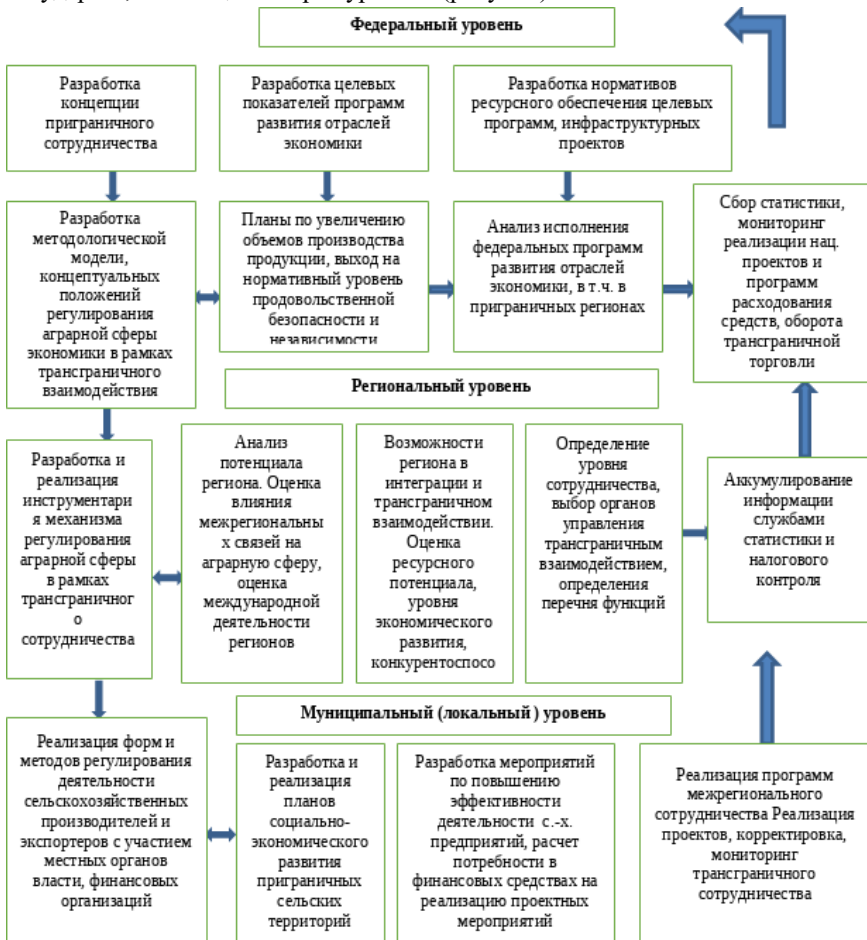 Федеральный уровень
Разработка
концепции
приграничного
сотрудничества
Разработка целевых
показателей программ
развития отраслей
экономики
Разработка нормативов
ресурсного обеспечения целевых
программ, инфраструктурных
проектов
Разработка
методологической
модели,
концептуальных
положений
регулирования
аграрной сферы
экономики в рамках
трансграничного
взаимодействия
Планы по увеличению
объемов производства
продукции, выход на
нормативный уровень
продовольственной
безопасности и
независимости
Анализ исполнения
федеральных программ
развития отраслей
экономики, в т.ч. в
приграничных регионах
Сбор статистики,
мониторинг
реализации нац.
проектов и
программ
расходования
средств, оборота
трансграничной
торговли
Региональный уровень
Разработка и
реализация
инструментари
я механизма
регулирования
аграрной сферы
в рамках
трансграничног
о
сотрудничества
Анализ
потенциала
региона. Оценка
влияния
межрегиональны
х связей на
аграрную сферу,
оценка
международной
деятельности
регионов
Возможности
региона в
интеграции и
трансграничном
взаимодействии.
Оценка
ресурсного
потенциала,
уровня
экономического
развития,
конкурентоспосо
Определение
уровня
сотрудничества,
выбор органов
управления
трансграничным
взаимодействием,
определения
перечня функций
Аккумулирование
информации
службами
статистики и
налогового
контроля
Муниципальный (локальный ) уровень
Реализация форм и
методов регулирования
деятельности
сельскохозяйственных
производителей и
экспортеров с участием
местных органов
власти, финансовых
организаций
Разработка и
реализация
планов
социально-
экономического
развития
приграничных
сельских
территорий
Разработка мероприятий
по повышению
эффективности
деятельности с.-х.
предприятий, расчет
потребности в
финансовых средствах на
реализацию проектных
мероприятий
Реализация программ
межрегионального
сотрудничества Реализация
проектов, корректировка,
мониторинг
трансграничного
сотрудничества